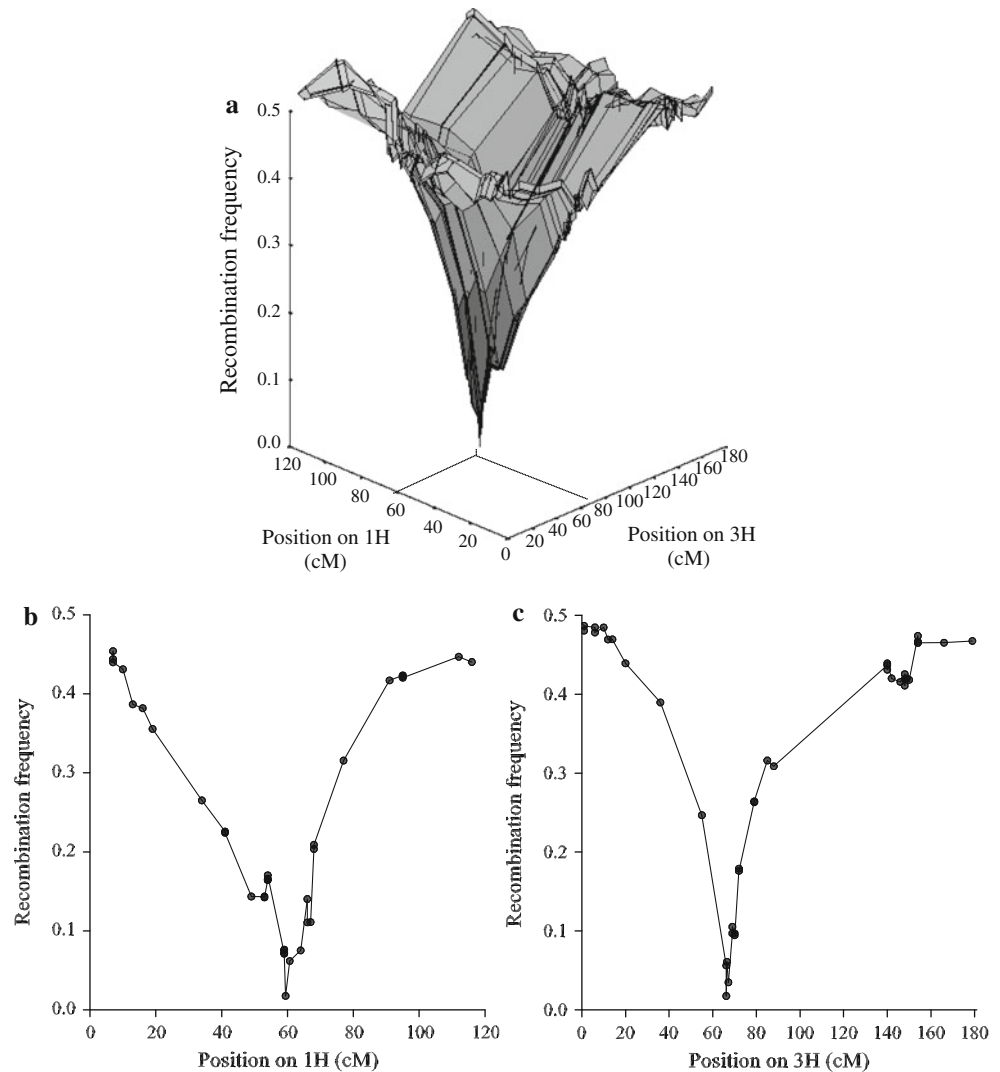 a
Recombination frequency
0.5
0.4
0.3
0.2
0.1
0.0
120
100
80
60
40
20
0
20
40
60
80
100
120
140
160
180
Position on 1H
(cM)
Position on 3H
(cM)
b
Recombination frequency
0.5
0.4
0.3
0.2
0.1
0.0
0 20 40 60 80 100 120
Position on 1H (cM)
c
Recombination frequency
0.5
0.4
0.3
0.2
0.1
0.0
0 20 40 60 80 100 120 140 160 180
Position on 3H (cM)